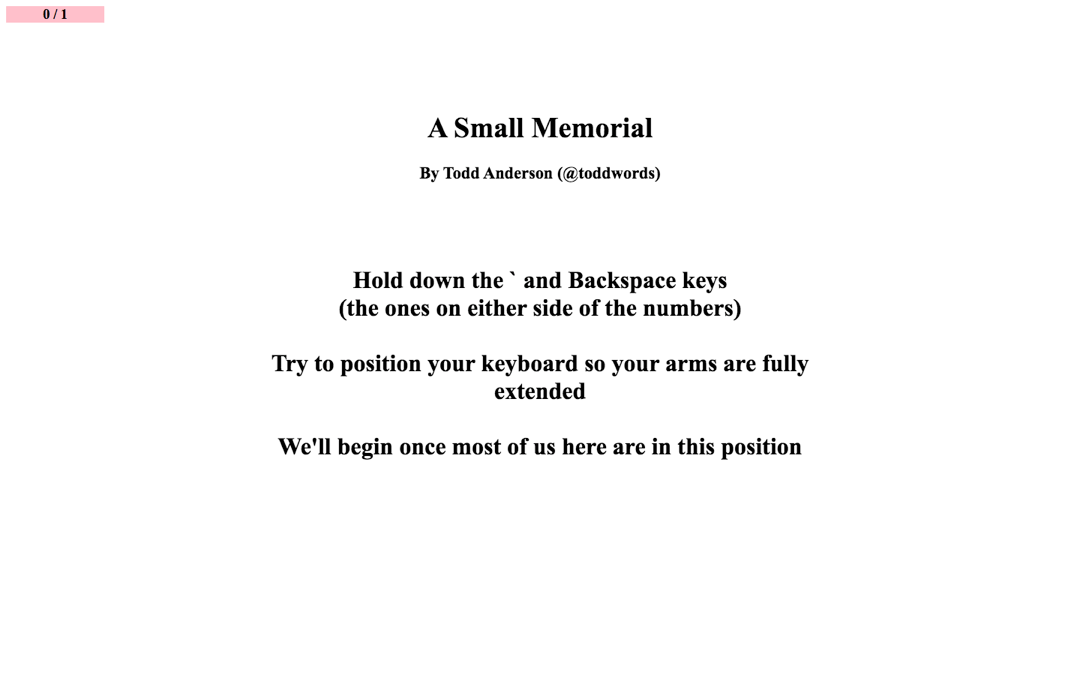 0 / 1
A Small Memorial
By Todd Anderson (@toddwords)
Hold down the ` and Backspace keys
(the ones on either side of the numbers)
Try to position your keyboard so your arms are fully
extended
We'll begin once most of us here are in this position